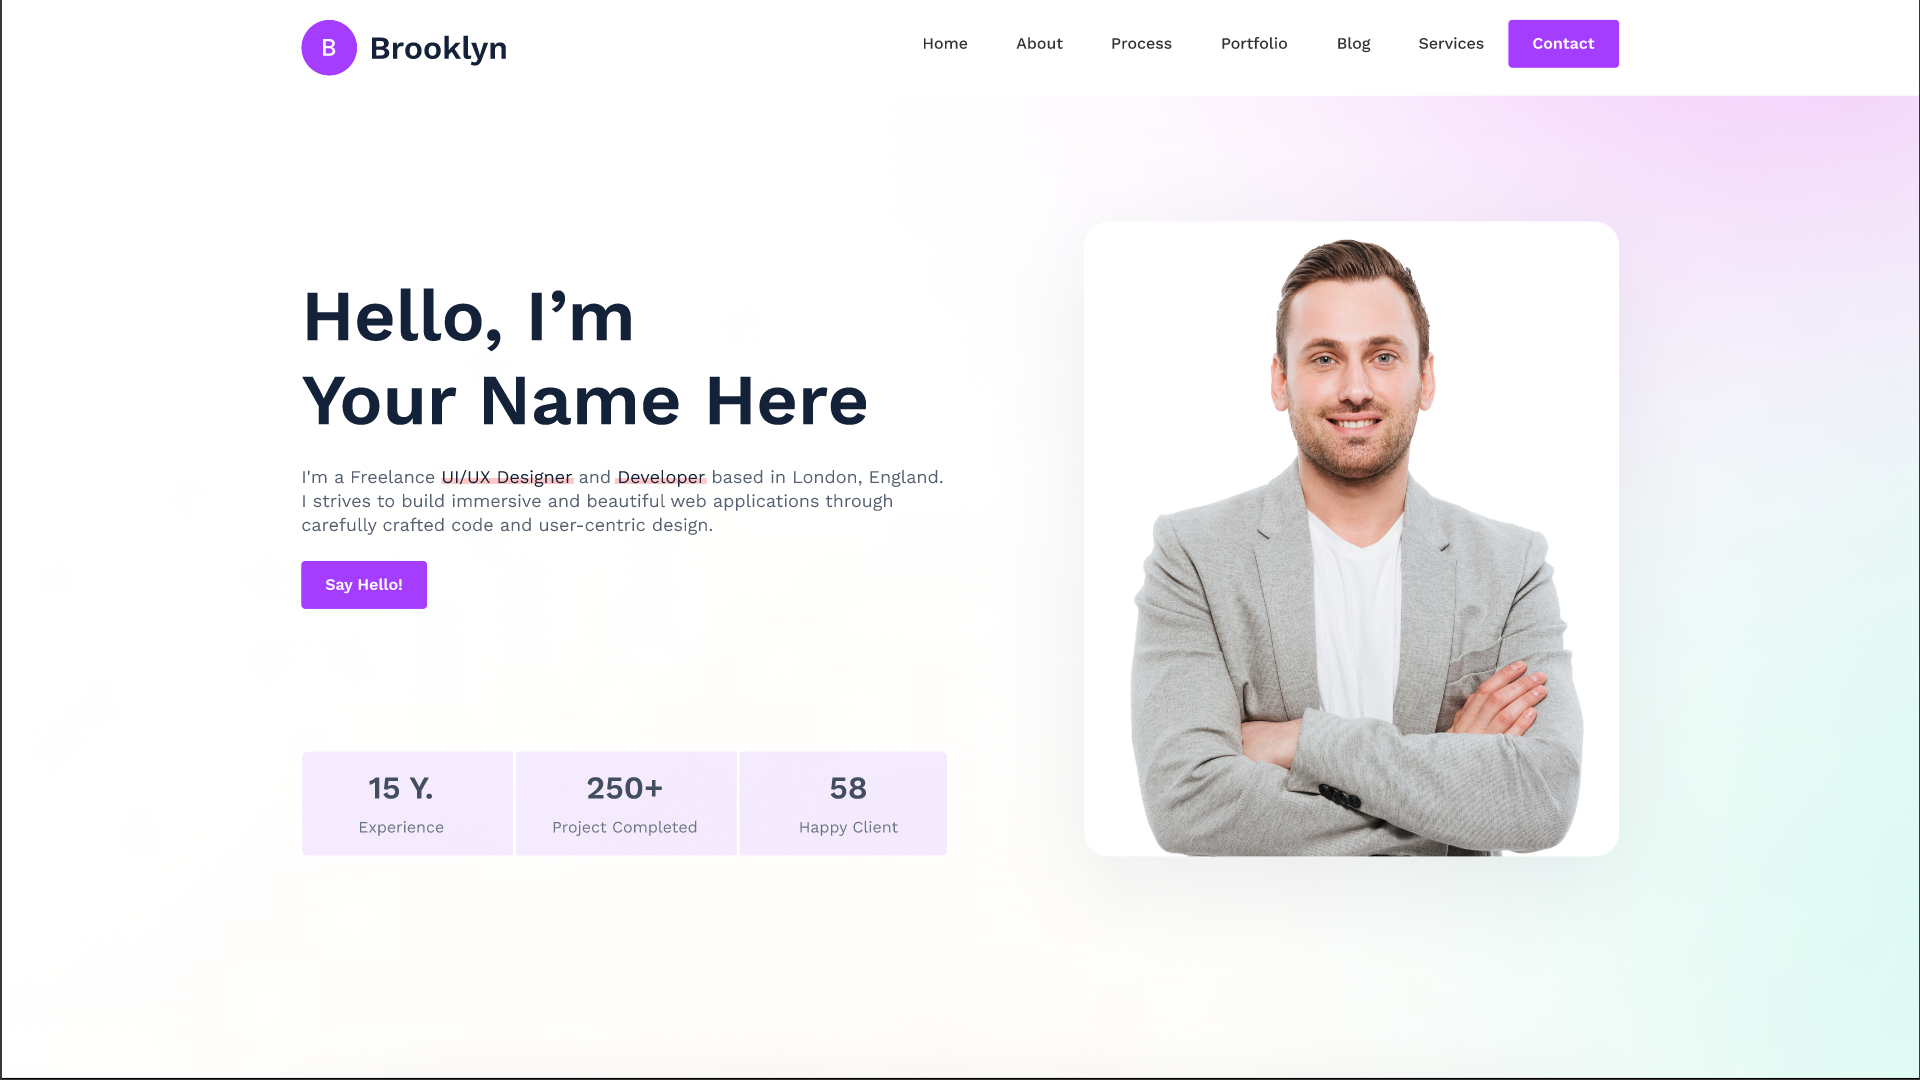 B
Brooklyn
Home
About
Process
Portfolio
Blog
Services
Contact
Hello, I’m
Your Name Here
I'm a Freelance UI/UX Designer and Developer based in London, England.
I strives to build immersive and beautiful web applications through
carefully crafted code and user-centric design.
Say Hello!
15 Y.
Experience
250+
Project Completed
58
Happy Client